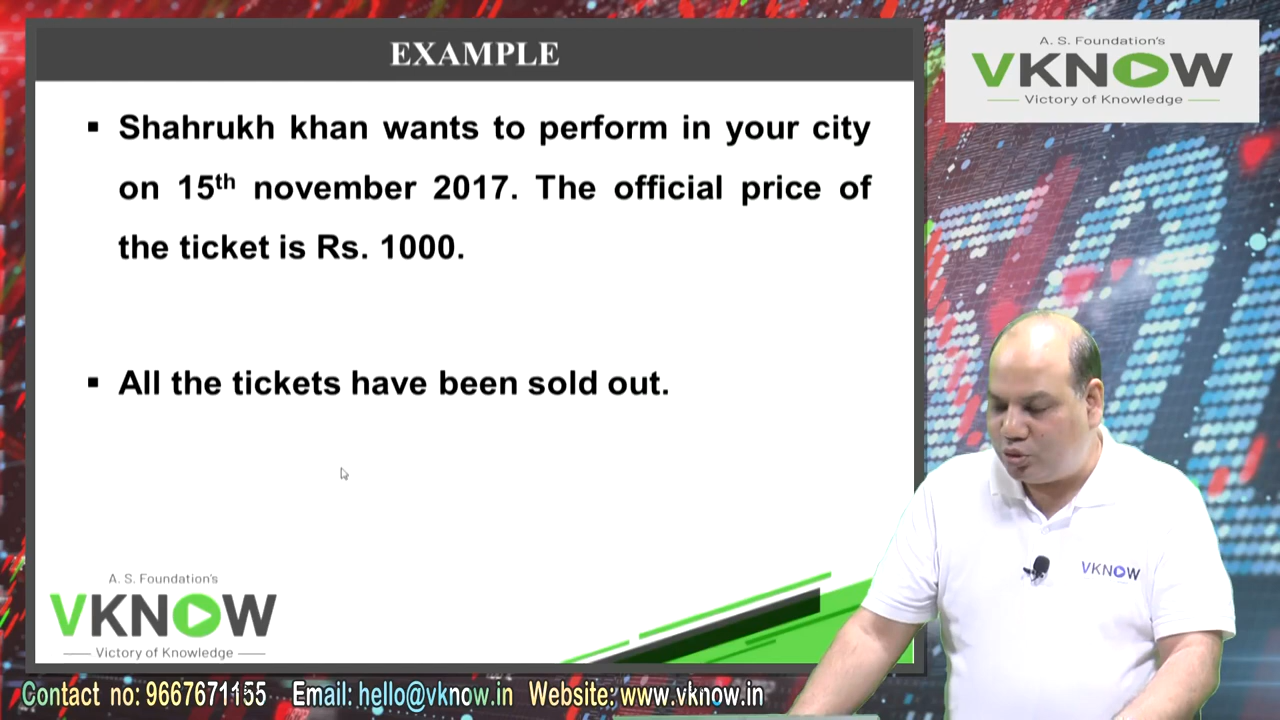 EXAMPLE
▪ Shahrukh khan wants to perform in your city
on 15th november 2017. The official price of
the ticket is Rs. 1000.
▪ All the tickets have been sold out.
A. S. Foundation's
VKNOW
Victory of Knowledge
A. S. Foundation's
VKNOW
Victory of Knowledge
VKNOW
Contact no: 9667671155 Email: hello@vknow.in Website: www.vknow.in